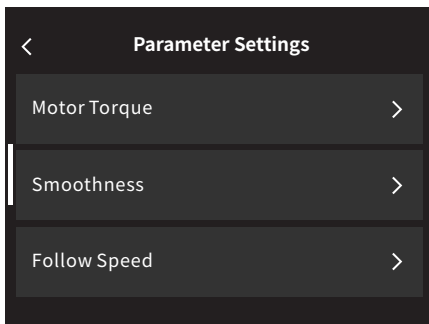 Parameter Settings
Motor Torque
Smoothness
Follow Speed